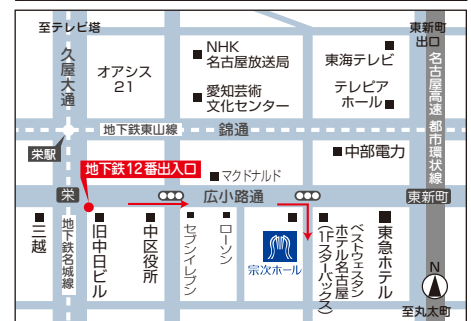 至テレビ塔
東新町
出口
久屋大通
オアシス
21
NHK
名古屋放送局
東海テレビ
愛知芸術
文化センター
テレピア
ホール
名古屋高速 都市環状線
地下鉄東山線
錦通
栄駅
中部電力
地下鉄12番出入口
マクドナルド
栄
広小路通
東新町
三越
地下鉄名城線
旧中日ビル
中区役所
セブンイレブン
ローソン
宗次ホール
ベストウェスタン
ホテル名古屋
(1Fスターバックス)
東急ホテル
N
至丸太町